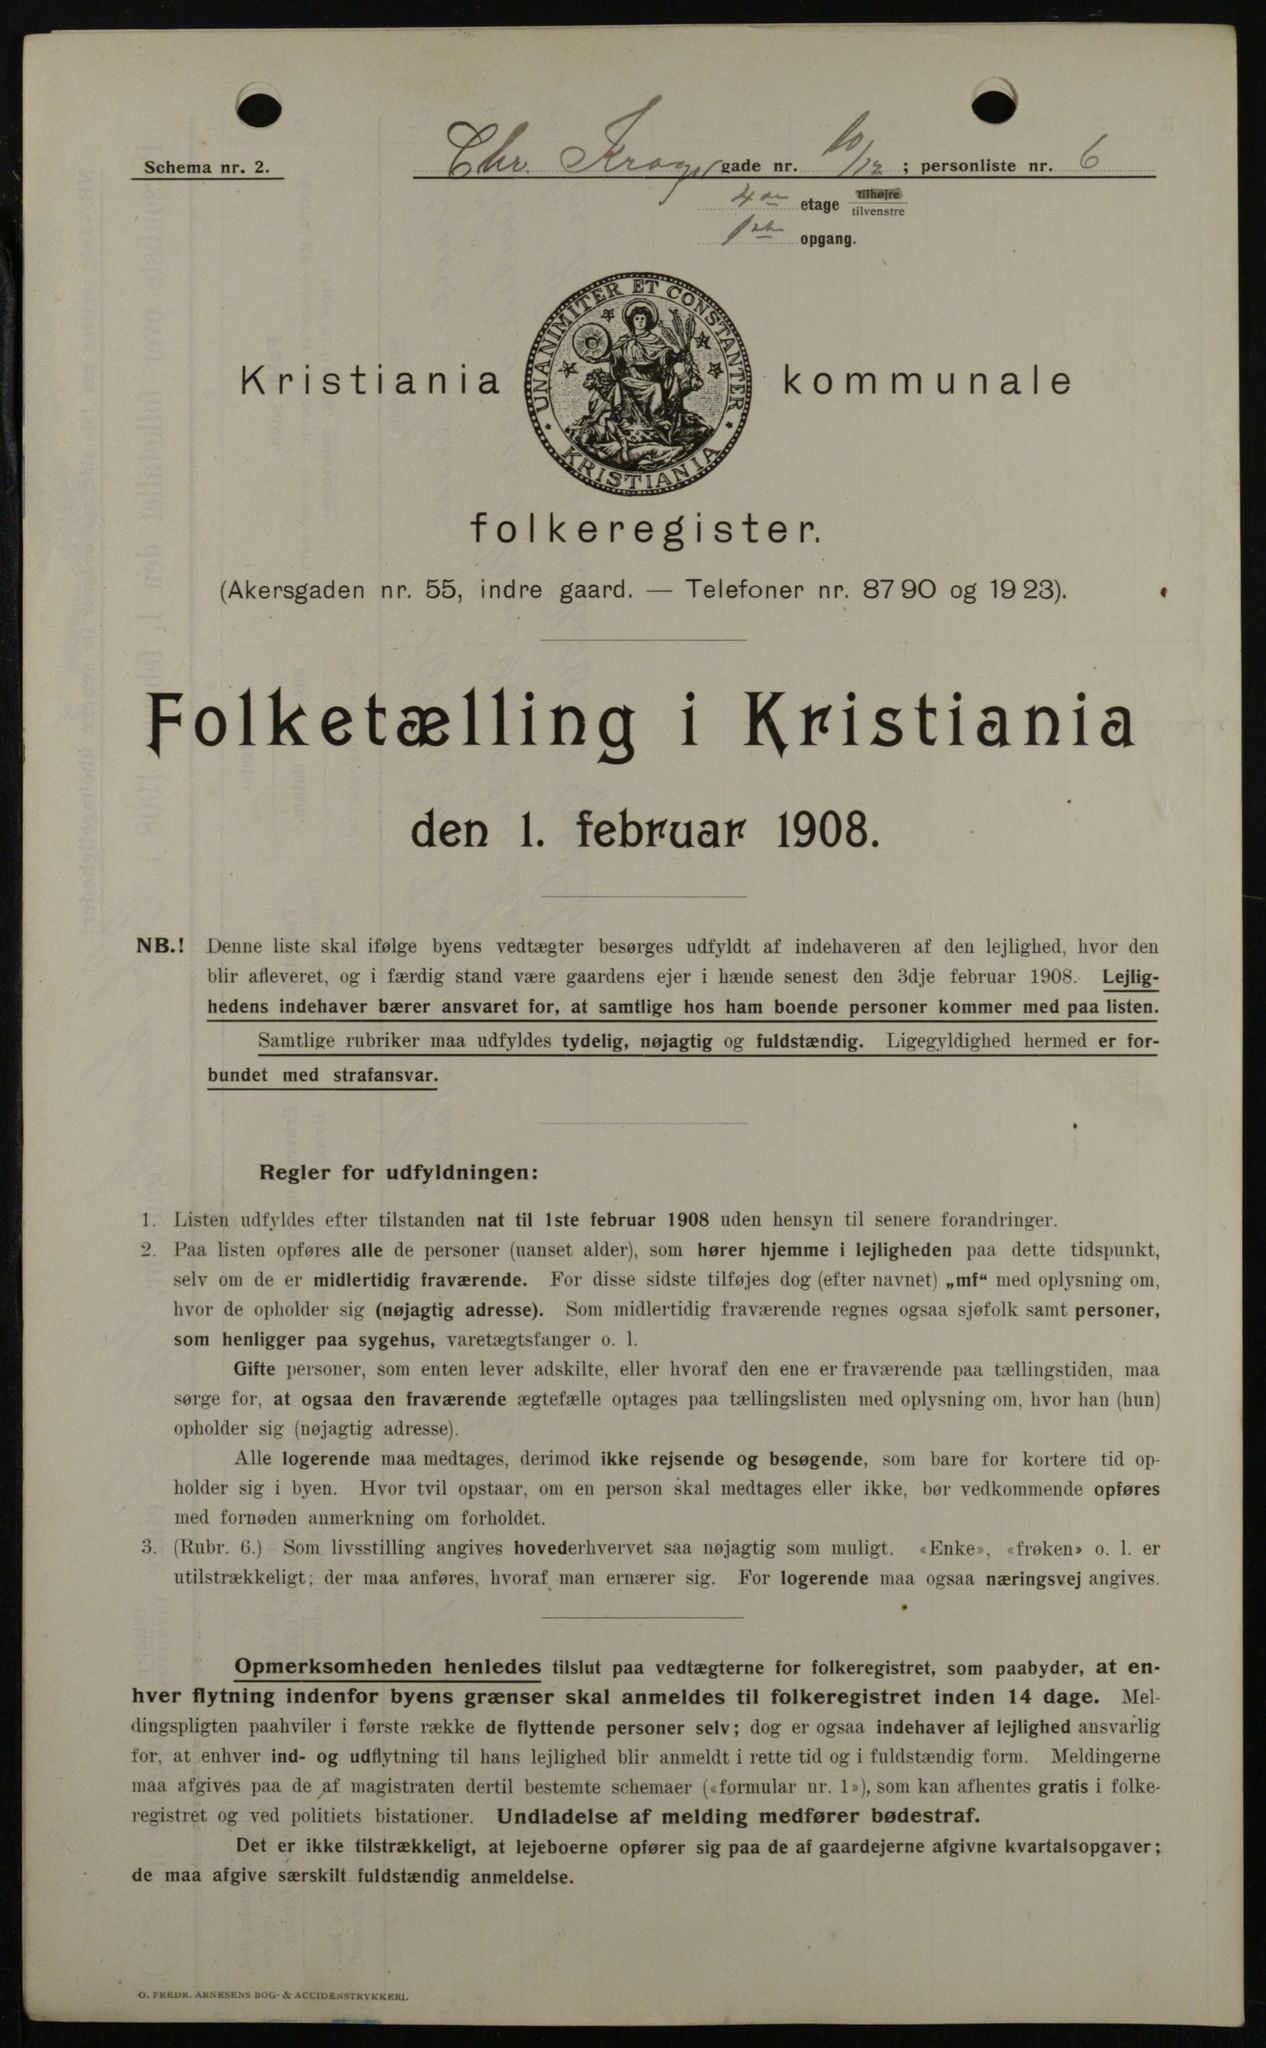 Schema nr. 2.
Chr. Krogs gade nr. 10/12 ; personliste nr. 6
4de etage tilhøjre
tilvenstre
1ste opgang.
UNANIMITER ET CONSTANTER
KRISTIANIA
Kristiania kommunale
folkeregister.
(Akersgaden nr. 55, indre gaard. — Telefoner nr. 87 90 og 19 23).
Folketælling i Kristiania
den 1. februar 1908.
NB.! Denne liste skal ifølge byens vedtægter besørges udfyldt af indehaveren af den lejlighed, hvor den
blir afleveret, og i færdig stand være gaardens ejer i hænde senest den 3dje februar 1908. Lejlig-
hedens indehaver bærer ansvaret for, at samtlige hos ham boende personer kommer med paa listen.
Samtlige rubriker maa udfyldes tydelig, nøjagtig og fuldstændig. Ligegyldighed hermed er for-
bundet med strafansvar.
Regler for udfyldningen:
1. Listen udfyldes efter tilstanden nat til 1ste februar 1908 uden hensyn til senere forandringer.
2. Paa listen opføres alle de personer (uanset alder), som hører hjemme i lejligheden paa dette tidspunkt,
selv om de er midlertidig fraværende. For disse sidste tilføjes dog (efter navnet) „mf“ med oplysning om,
hvor de opholder sig (nøjagtig adresse). Som midlertidig fraværende regnes ogsaa sjøfolk samt personer,
som henligger paa sygehus, varetægtsfanger o. l.
Gifte personer, som enten lever adskilte, eller hvoraf den ene er fraværende paa tællingstiden, maa
sørge for, at ogsaa den fraværende ægtefælle optages paa tællingslisten med oplysning om, hvor han (hun)
opholder sig (nøjagtig adresse).
Alle logerende maa medtages, derimod ikke rejsende og besøgende, som bare for kortere tid op-
holder sig i byen. Hvor tvil opstaar, om en person skal medtages eller ikke, bør vedkommende opføres
med fornøden anmerkning om forholdet.
3. (Rubr. 6.) Som livsstilling angives hovederhvervet saa nøjagtig som muligt. «Enke», «frøken» o. l. er
utilstrækkeligt; der maa anføres, hvoraf man ernærer sig. For logerende maa ogsaa næringsvej angives.
Opmerksomheden henledes tilslut paa vedtægterne for folkeregistret, som paabyder, at en-
hver flytning indenfor byens grænser skal anmeldes til folkeregistret inden 14 dage. Mel-
dingspligten paahviler i første række de flyttende personer selv; dog er ogsaa indehaver af lejlighed ansvarlig
for, at enhver ind- og udflytning til hans lejlighed blir anmeldt i rette tid og i fuldstændig form. Meldingerne
maa afgives paa de af magistraten dertil bestemte schemaer («formular nr. 1»), som kan afhentes gratis i folke-
registret og ved politiets bistationer. Undladelse af melding medfører bødestraf.
Det er ikke tilstrækkeligt, at lejeboerne opfører sig paa de af gaardejerne afgivne kvartalsopgaver;
de maa afgive særskilt fuldstændig anmeldelse.
O. FREDR. ARNESENS BOG- & ACCIDENSTRYKKERI.